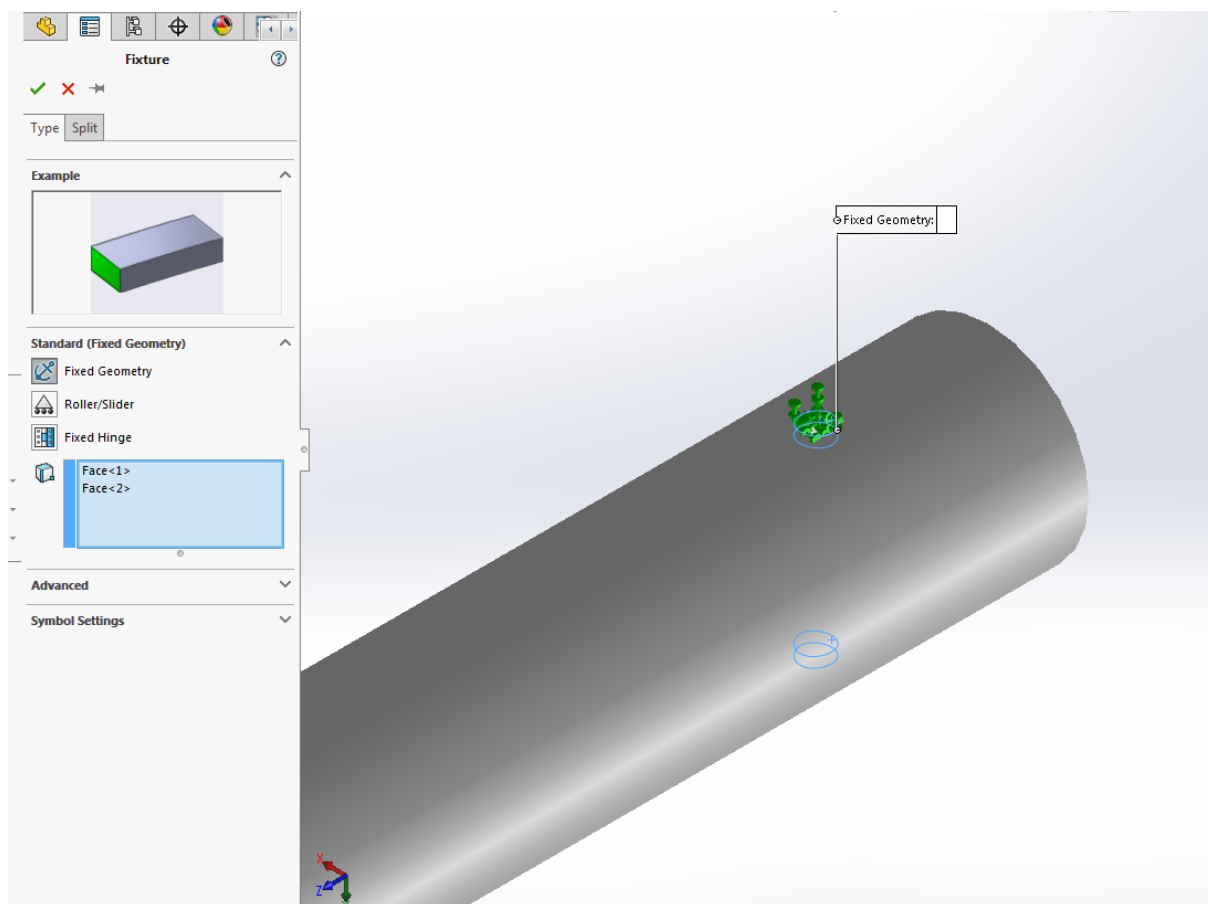 Fixture
Type Split
Example
Standard (Fixed Geometry)
Fixed Geometry
Roller/Slider
Fixed Hinge
Face<1>
Face<2>
Advanced
Symbol Settings
Fixed Geometry:
X
Z